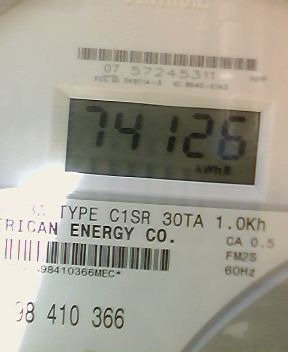 07 57245311
74126
kWh
TYPE C1SR 30TA 1.0Kh
ERICAN ENERGY CO.
CA 0.5
FM2S
60Hz
98410366MEC*
98 410 366